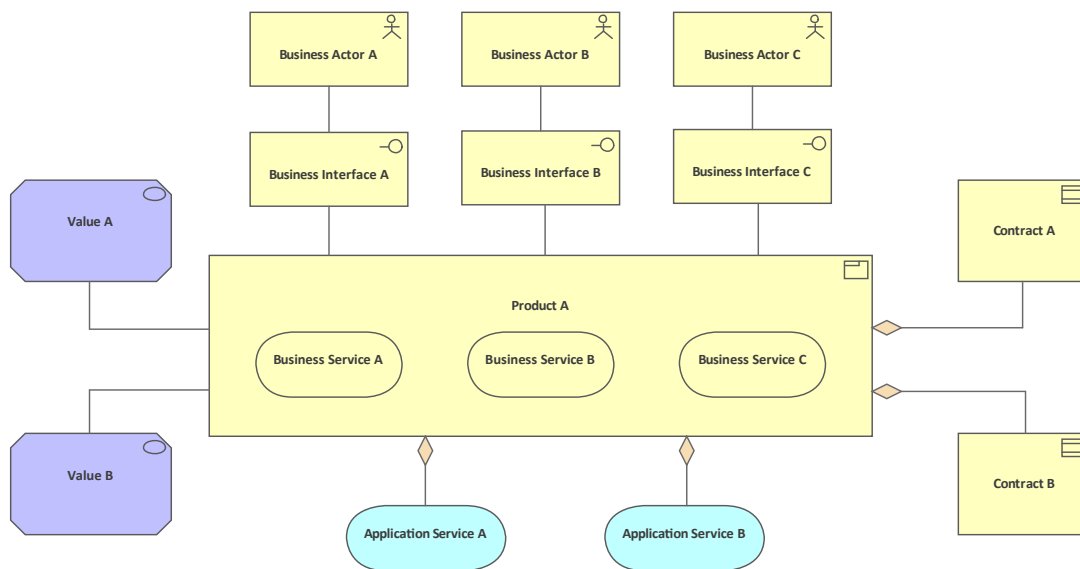 Business Actor A
Business Actor B
Business Actor C
Business Interface A
Business Interface B
Business Interface C
Value A
Contract A
Product A
Business Service A
Business Service B
Business Service C
Value B
Contract B
Application Service A
Application Service B